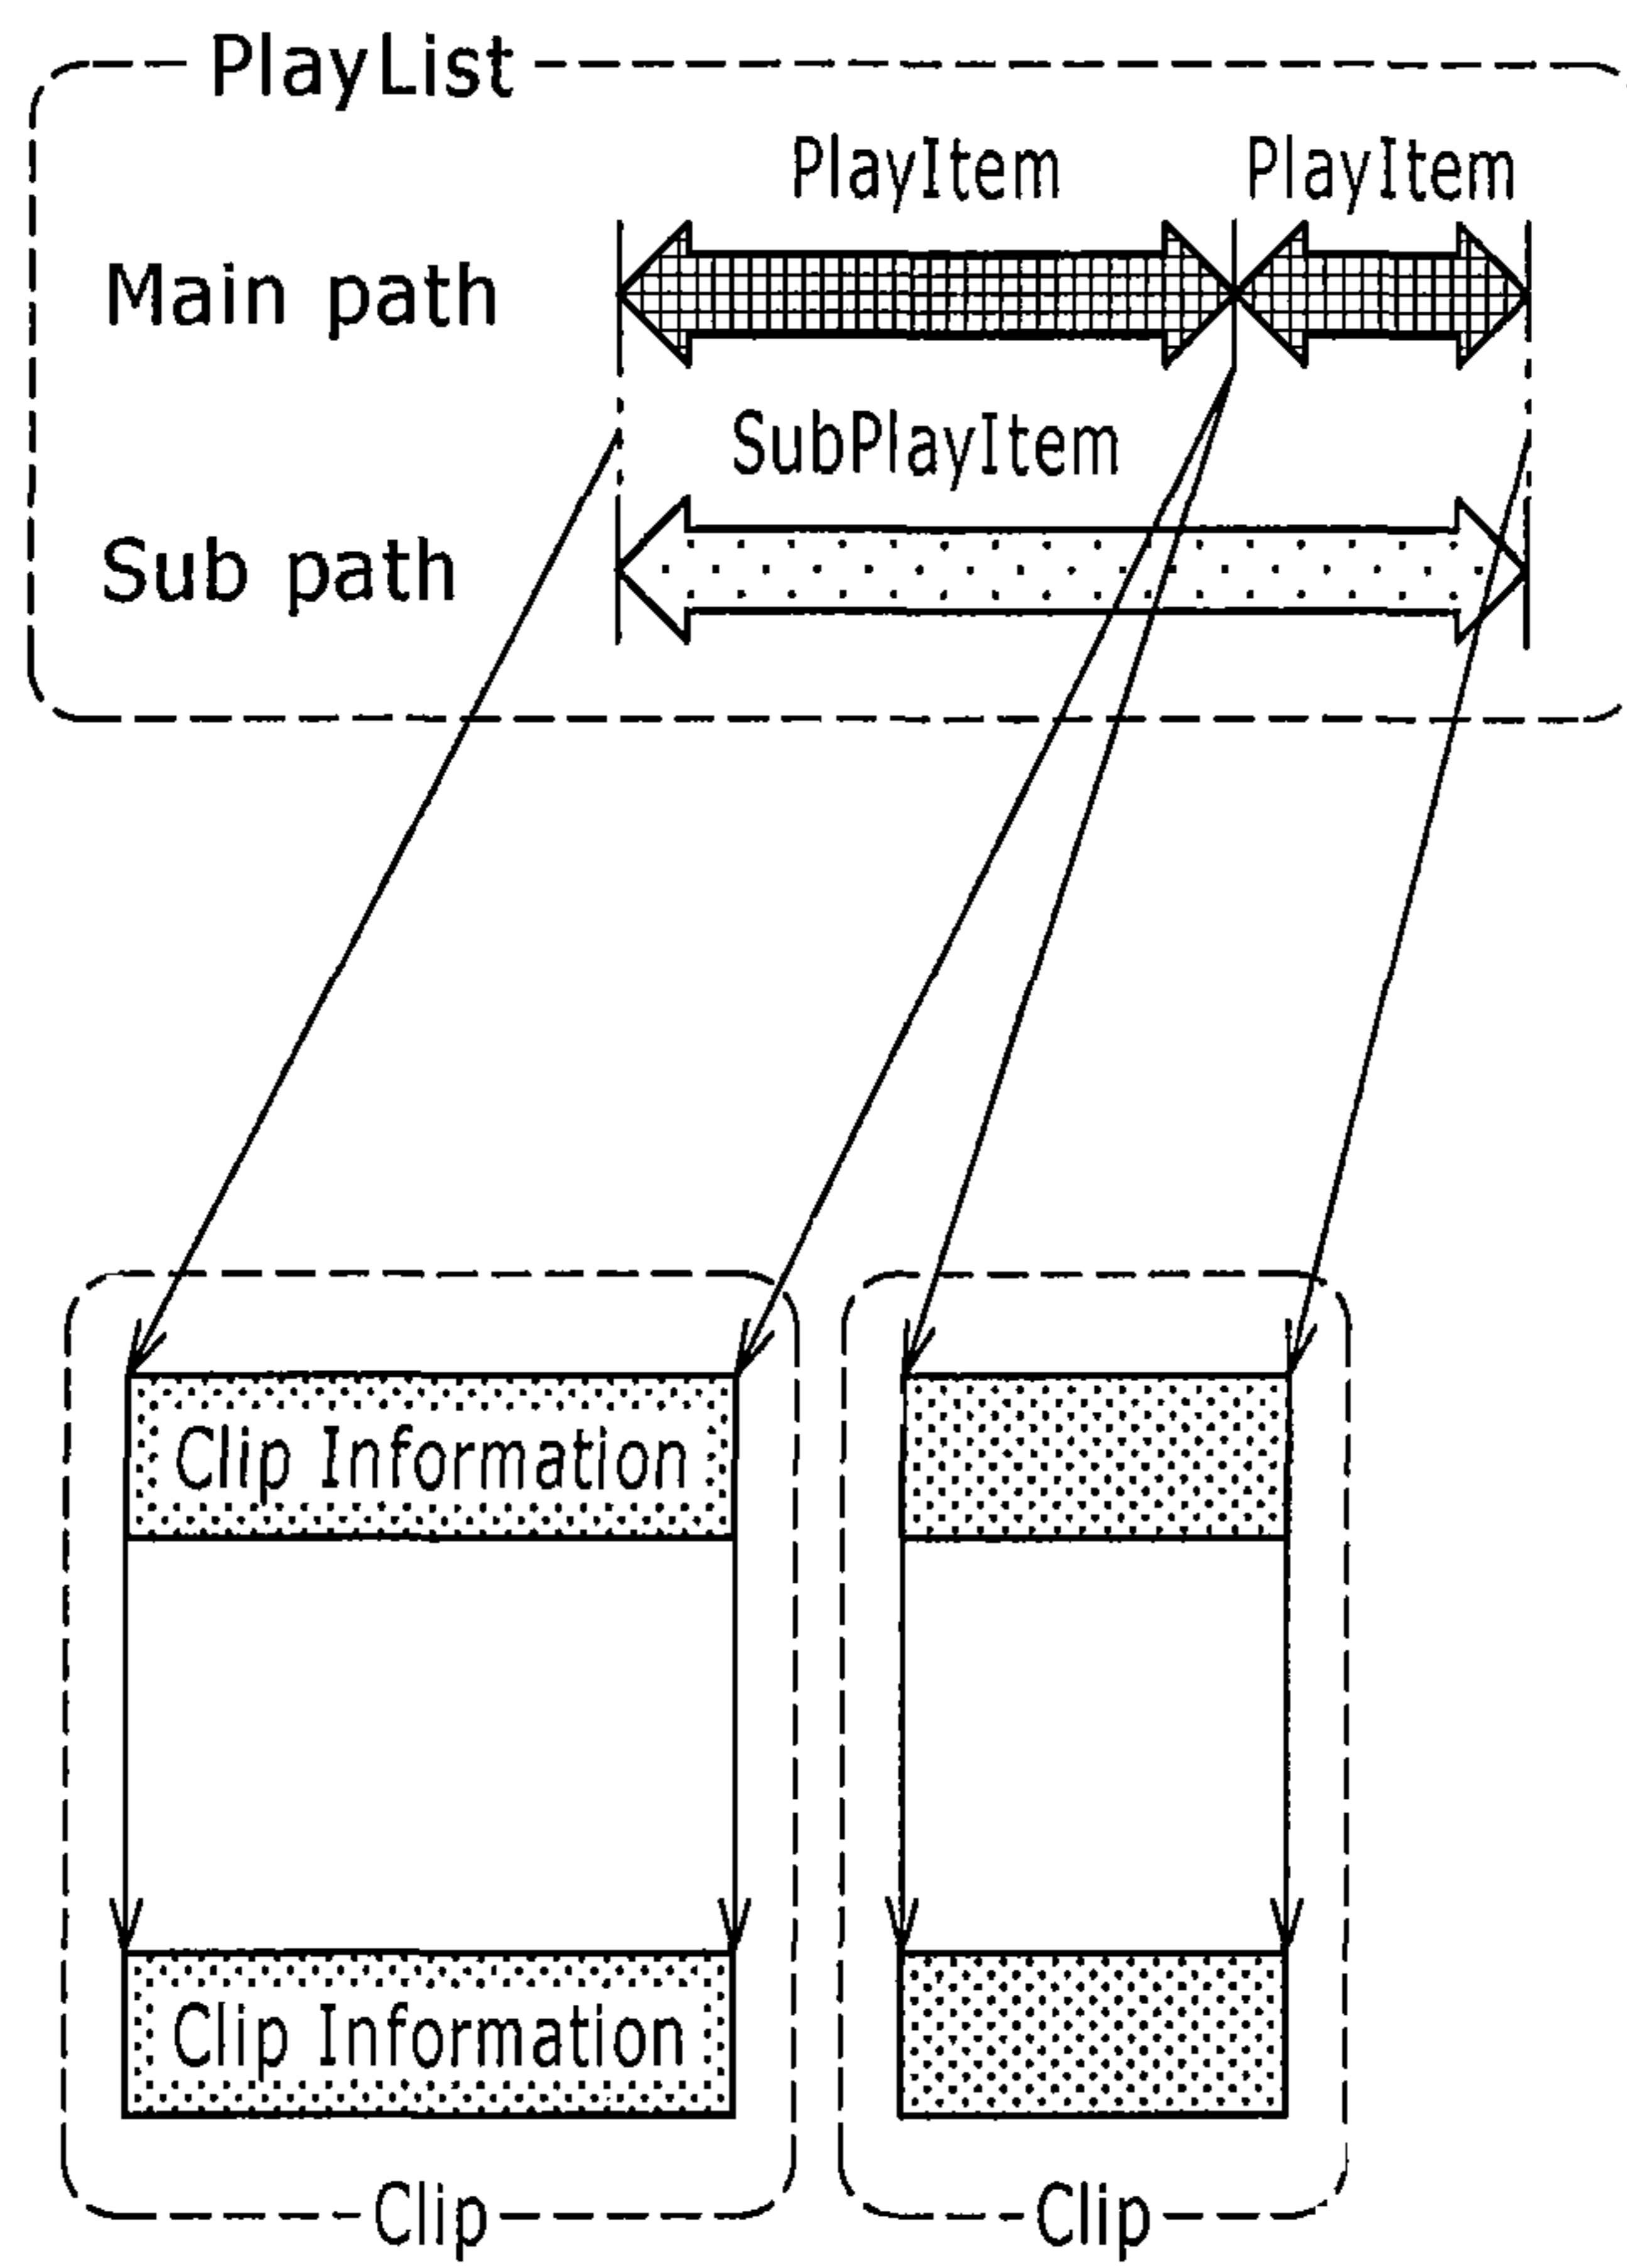 PlayList
PlayItem PlayItem
Main path
SubPlayItem
Sub path
Clip Information
Clip Information
Clip Clip